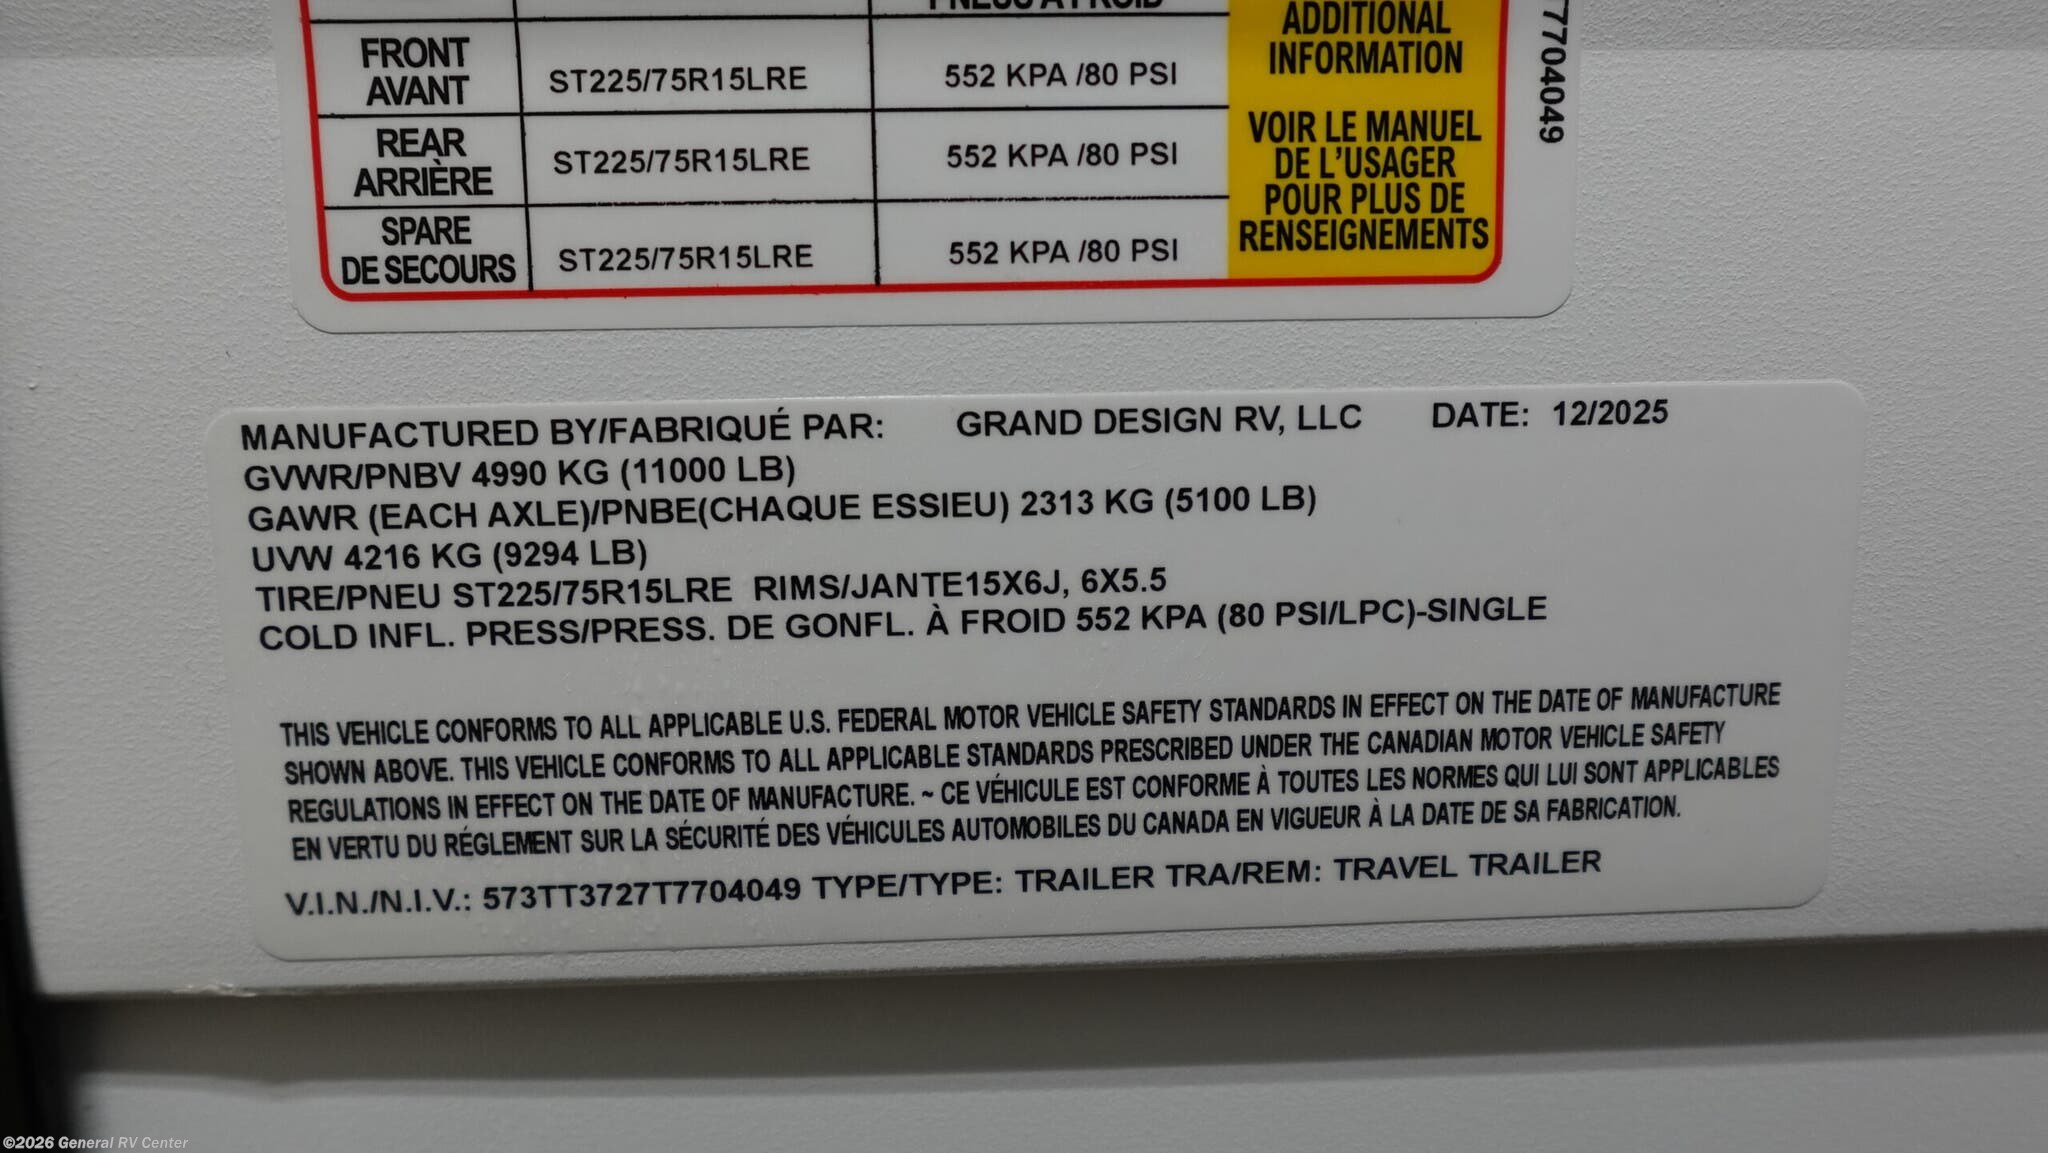 PNEUS À FROID
FRONT
AVANT
ST225/75R15LRE
552 KPA /80 PSI
REAR
ARRIÈRE
ST225/75R15LRE
552 KPA /80 PSI
SPARE
DE SECOURS
ST225/75R15LRE
552 KPA /80 PSI
ADDITIONAL
INFORMATION
VOIR LE MANUEL
DE L'USAGER
POUR PLUS DE
RENSEIGNEMENTS
T7704049
MANUFACTURED BY/FABRIQUÉ PAR: GRAND DESIGN RV, LLC DATE: 12/2025
GVWR/PNBV 4990 KG (11000 LB)
GAWR (EACH AXLE)/PNBE(CHAQUE ESSIEU) 2313 KG (5100 LB)
UVW 4216 KG (9294 LB)
TIRE/PNEU ST225/75R15LRE RIMS/JANTE15X6J, 6X5.5
COLD INFL. PRESS/PRESS. DE GONFL. À FROID 552 KPA (80 PSI/LPC)-SINGLE
THIS VEHICLE CONFORMS TO ALL APPLICABLE U.S. FEDERAL MOTOR VEHICLE SAFETY STANDARDS IN EFFECT ON THE DATE OF MANUFACTURE
SHOWN ABOVE. THIS VEHICLE CONFORMS TO ALL APPLICABLE STANDARDS PRESCRIBED UNDER THE CANADIAN MOTOR VEHICLE SAFETY
REGULATIONS IN EFFECT ON THE DATE OF MANUFACTURE. ~ CE VÉHICULE EST CONFORME À TOUTES LES NORMES QUI LUI SONT APPLICABLES
EN VERTU DU RÉGLEMENT SUR LA SÉCURITÉ DES VÉHICULES AUTOMOBILES DU CANADA EN VIGUEUR À LA DATE DE SA FABRICATION.
V.I.N./N.I.V.: 573TT3727T7704049 TYPE/TYPE: TRAILER TRA/REM: TRAVEL TRAILER
©2026 General RV Center